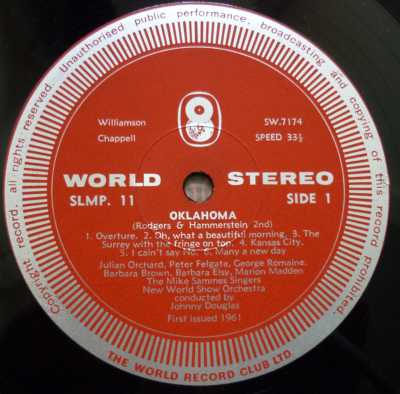 Copyright record. all rights reserved. Unauthorised public performance, broadcasting and copying of this record prohibited.
Williamson
SW.7174
Chappell
SPEED 33⅓
WORLD STEREO
SLMP. 11
SIDE 1
OKLAHOMA
(Rodgers & Hammerstein 2nd)
1. Overture. 2. Oh, what a beautiful morning. 3. The
Surrey with the fringe on top. 4. Kansas City.
5. I cain't say No. 6. Many a new day
Julian Orchard, Peter Felgate, George Romaine,
Barbara Brown, Barbara Elsy, Marion Madden
The Mike Sammes Singers
New World Show Orchestra
conducted by
Johnny Douglas
First issued 1961
THE WORLD RECORD CLUB LTD